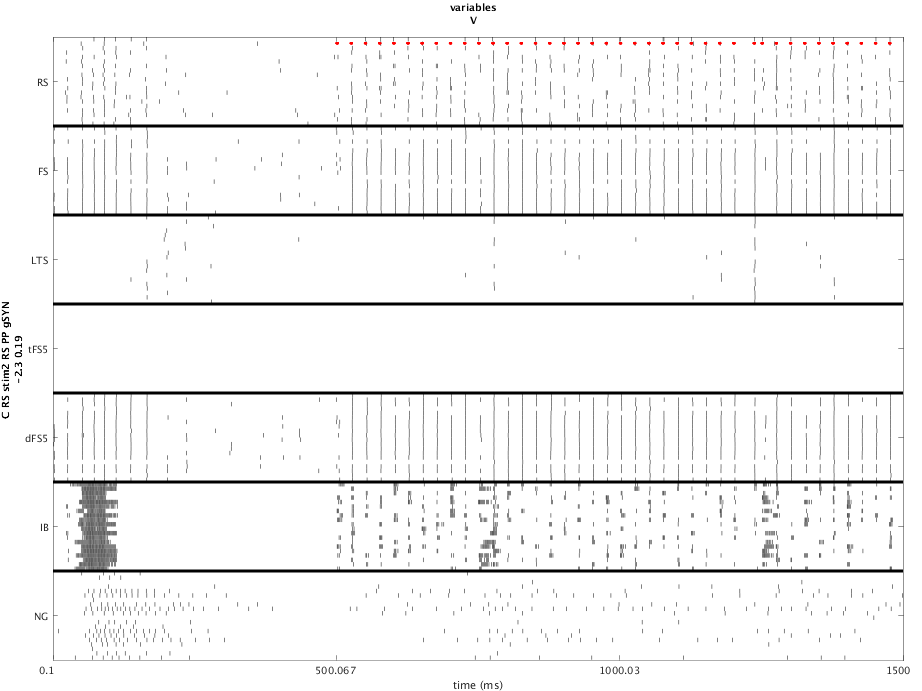 variables
V
RS
FS
LTS
tFS5
dFS5
IB
NG
C RS stim2 RS PP gSYN
-2.3 0.19
0.1
500.067
1000.03
1500
time (ms)